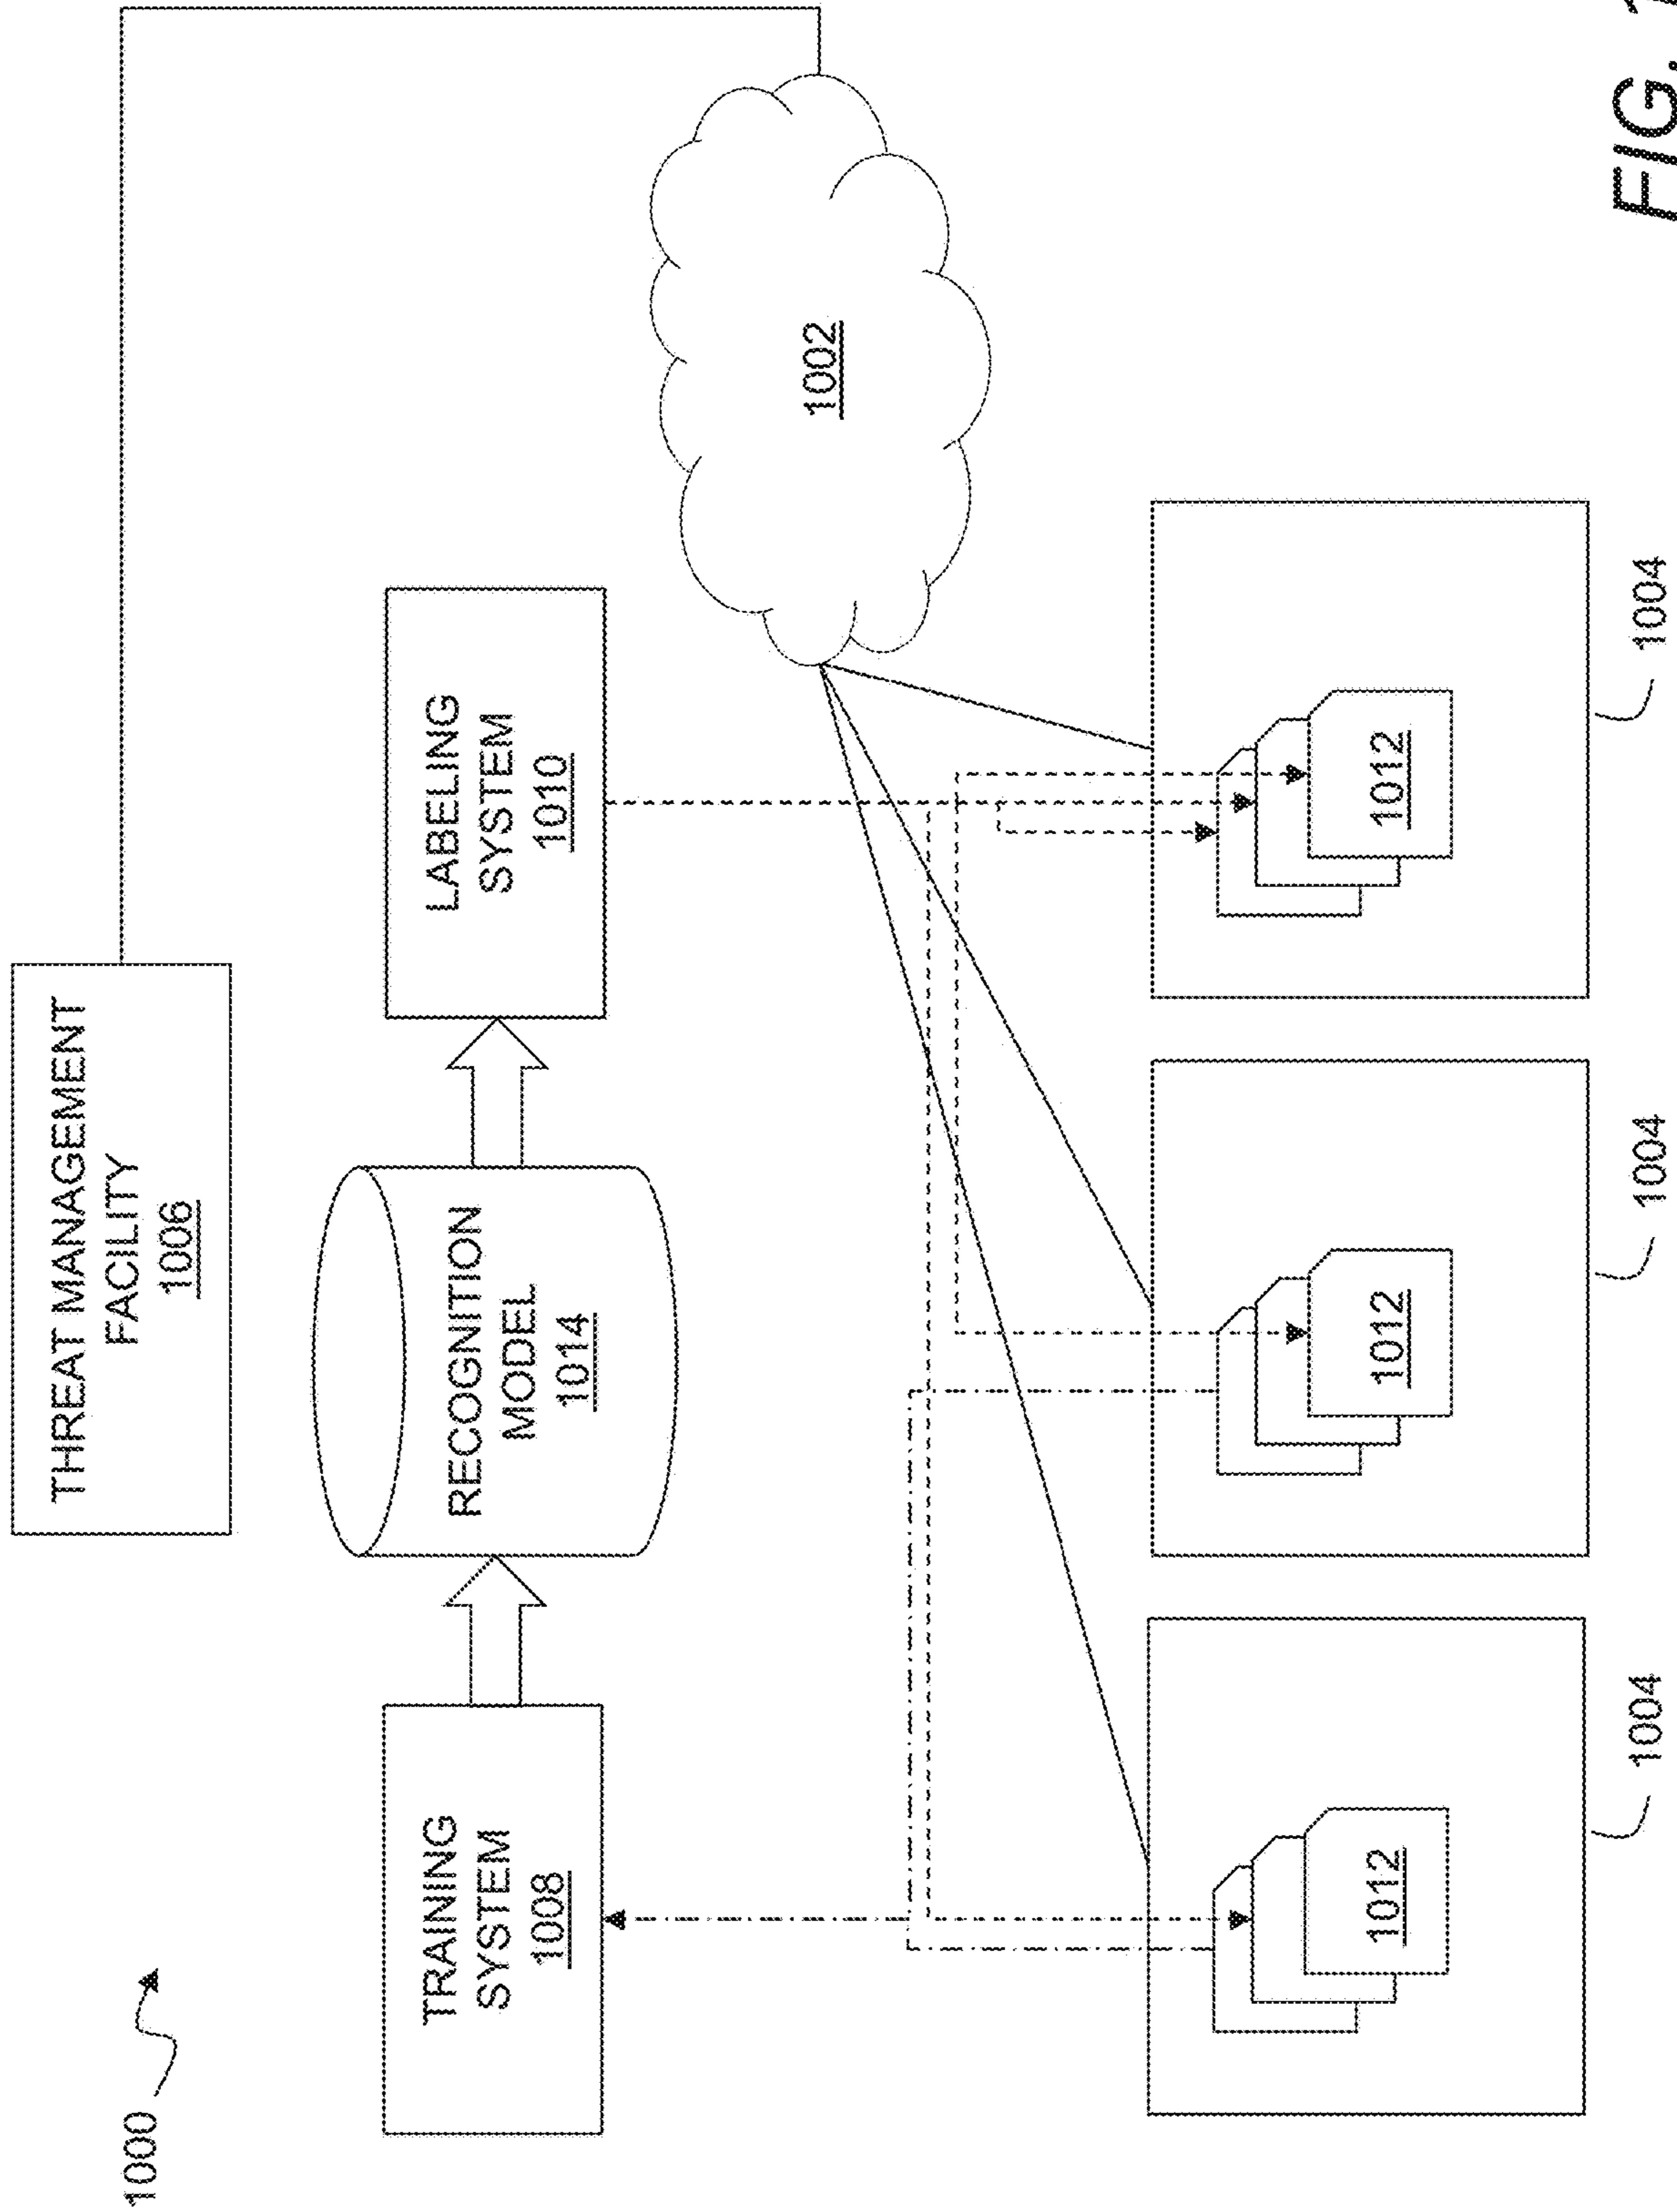 1000
THREAT MANAGEMENT
FACILITY
1006
TRAINING
SYSTEM
1008
RECOGNITION
MODEL
1014
LABELING
SYSTEM
1010
1002
1012
1012
1012
1004
1004
1004
FIG.